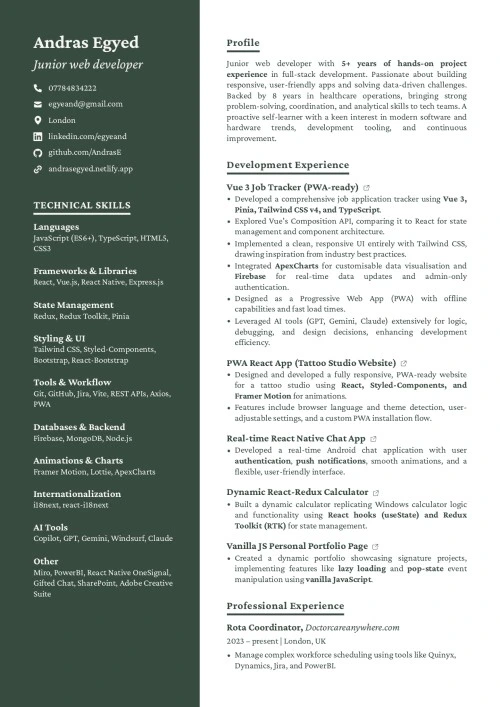 Andras Egyed
Junior web developer
07784834222
egyeand@gmail.com
London
linkedin.com/egyeand
github.com/AndrasE
andrasegyed.netlify.app
TECHNICAL SKILLS
Languages
JavaScript (ES6+), TypeScript, HTML5,
CSS3
Frameworks & Libraries
React, Vue.js, React Native, Express.js
State Management
Redux, Redux Toolkit, Pinia
Styling & UI
Tailwind CSS, Styled-Components,
Bootstrap, React-Bootstrap
Tools & Workflow
Git, GitHub, Jira, Vite, REST APIs, Axios,
PWA
Databases & Backend
Firebase, MongoDB, Node.js
Animations & Charts
Framer Motion, Lottie, ApexCharts
Internationalization
i18next, react-i18next
AI Tools
Copilot, GPT, Gemini, Windsurf, Claude
Other
Miro, PowerBI, React Native OneSignal,
Gifted Chat, SharePoint, Adobe Creative
Suite
Profile
Junior web developer with 5+ years of hands-on project
experience in full-stack development. Passionate about building
responsive, user-friendly apps and solving data-driven challenges.
Backed by 8 years in healthcare operations, bringing strong
problem-solving, coordination, and analytical skills to tech teams. A
proactive self-learner with a keen interest in modern software and
hardware trends, development tooling, and continuous
improvement.
Development Experience
Vue 3 Job Tracker (PWA-ready)
• Developed a comprehensive job application tracker using Vue 3,
Pinia, Tailwind CSS v4, and TypeScript.
• Explored Vue's Composition API, comparing it to React for state
management and component architecture.
• Implemented a clean, responsive UI entirely with Tailwind CSS,
drawing inspiration from industry best practices.
• Integrated ApexCharts for customisable data visualisation and
Firebase for real-time data updates and admin-only
authentication.
• Designed as a Progressive Web App (PWA) with offline
capabilities and fast load times.
• Leveraged AI tools (GPT, Gemini, Claude) extensively for logic,
debugging, and design decisions, enhancing development
efficiency.
PWA React App (Tattoo Studio Website)
• Designed and developed a fully responsive, PWA-ready website
for a tattoo studio using React, Styled-Components, and
Framer Motion for animations.
• Features include browser language and theme detection, user-
adjustable settings, and a custom PWA installation flow.
Real-time React Native Chat App
• Developed a real-time Android chat application with user
authentication, push notifications, smooth animations, and a
flexible, user-friendly interface.
Dynamic React-Redux Calculator
• Built a dynamic calculator replicating Windows calculator logic
and functionality using React hooks (useState) and Redux
Toolkit (RTK) for state management.
Vanilla JS Personal Portfolio Page
• Created a dynamic portfolio showcasing signature projects,
implementing features like lazy loading and pop-state event
manipulation using vanilla JavaScript.
Professional Experience
Rota Coordinator, Doctorcareanywhere.com
2023 – present | London, UK
• Manage complex workforce scheduling using tools like Quinyx,
Dynamics, Jira, and PowerBI.